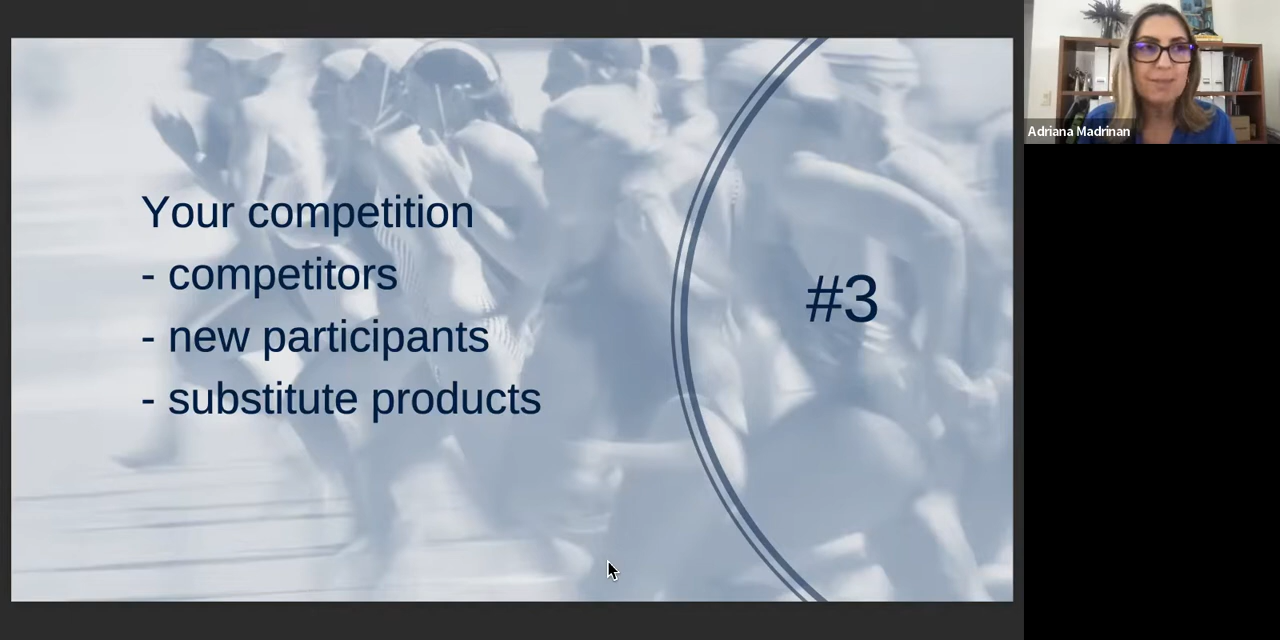 Your competition
- competitors
- new participants
- substitute products
#3
Adriana Madrinan